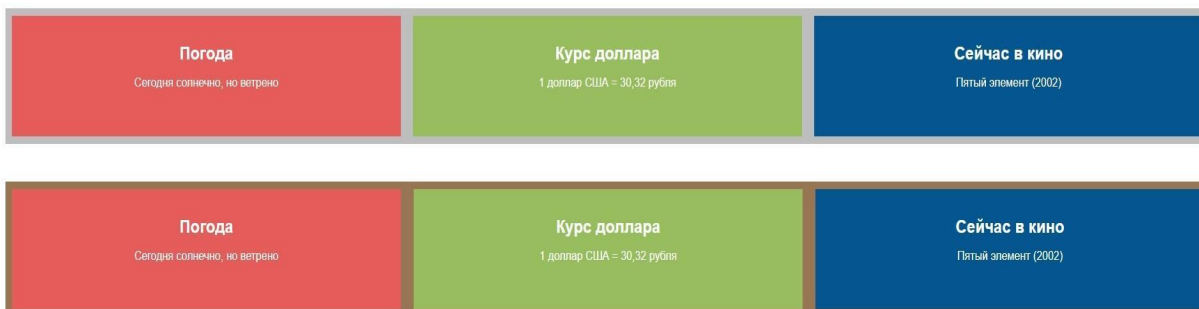 Погода
Сегодня солнечно, но ветрено
Курс доллара
1 доллар США = 30,32 рубля
Сейчас в кино
Пятый элемент (2002)
Погода
Сегодня солнечно, но ветрено
Курс доллара
1 доллар США = 30,32 рубля
Сейчас в кино
Пятый элемент (2002)